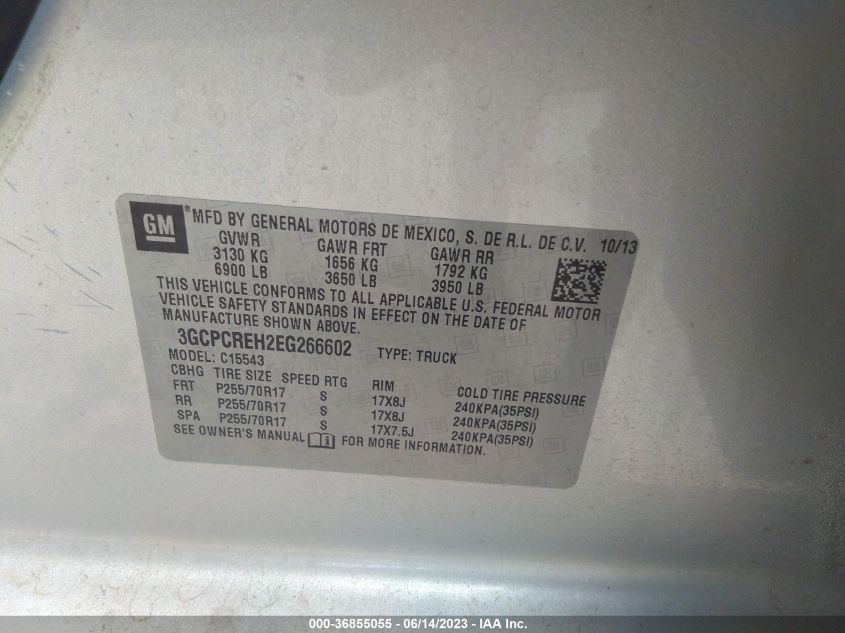 GM ® MFD BY GENERAL MOTORS DE MEXICO, S. DE R.L. DE C.V. 10/13
GVWR GAWR FRT GAWR RR
3130 KG 1656 KG 1792 KG
6900 LB 3650 LB 3950 LB
THIS VEHICLE CONFORMS TO ALL APPLICABLE U.S. FEDERAL MOTOR
VEHICLE SAFETY STANDARDS IN EFFECT ON THE DATE OF
MANUFACTURE SHOWN ABOVE.
3GCPCREH2EG266602 TYPE: TRUCK
MODEL: C15543
CBHG TIRE SIZE SPEED RTG RIM COLD TIRE PRESSURE
FRT P255/70R17 S 17X8J 240KPA(35PSI)
RR P255/70R17 S 17X8J 240KPA(35PSI)
SPA P255/70R17 S 17X7.5J 240KPA(35PSI)
SEE OWNER'S MANUAL i FOR MORE INFORMATION.
000-36855055 - 06/14/2023 - IAA Inc.